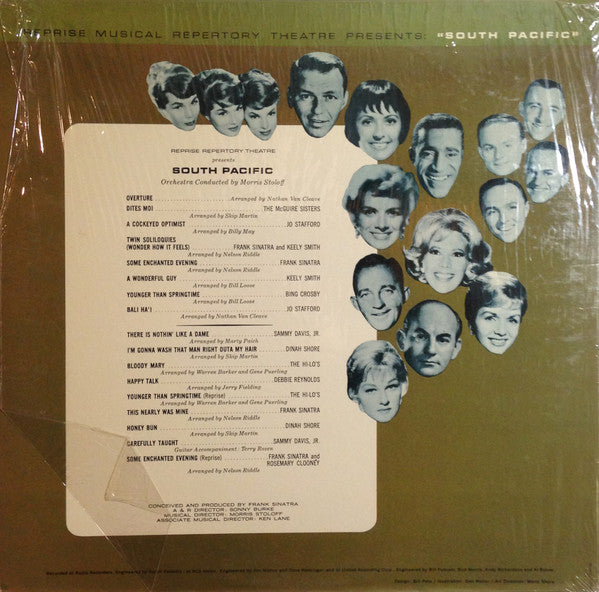 REPRISE MUSICAL REPERTORY THEATRE PRESENTS: "SOUTH PACIFIC"
REPRISE REPERTORY THEATRE
presents
SOUTH PACIFIC
Orchestra Conducted by Morris Stoloff
OVERTURE Arranged by Nathan Van Cleave
DITES MOI THE McGUIRE SISTERS
Arranged by Skip Martin
A COCKEYED OPTIMIST JO STAFFORD
Arranged by Billy May
TWIN SOLILOQUIES
(WONDER HOW IT FEELS) FRANK SINATRA and KEELY SMITH
Arranged by Nelson Riddle
SOME ENCHANTED EVENING FRANK SINATRA
Arranged by Nelson Riddle
A WONDERFUL GUY KEELY SMITH
Arranged by Bill Loose
YOUNGER THAN SPRINGTIME BING CROSBY
Arranged by Bill Loose
BALI HA'I JO STAFFORD
Arranged by Nathan Van Cleave
THERE IS NOTHIN' LIKE A DAME SAMMY DAVIS, JR.
Arranged by Marty Paich
I'M GONNA WASH THAT MAN RIGHT OUTA MY HAIR DINAH SHORE
Arranged by Skip Martin
BLOODY MARY THE HI-LO'S
Arranged by Warren Barker and Gene Puerling
HAPPY TALK DEBBIE REYNOLDS
Arranged by Jerry Fielding
YOUNGER THAN SPRINGTIME (Reprise) THE HI-LO'S
Arranged by Warren Barker and Gene Puerling
THIS NEARLY WAS MINE FRANK SINATRA
Arranged by Nelson Riddle
HONEY BUN DINAH SHORE
Arranged by Skip Martin
CAREFULLY TAUGHT SAMMY DAVIS, JR.
Guitar Accompaniment / Terry Rosen
SOME ENCHANTED EVENING (Reprise) FRANK SINATRA and
ROSEMARY CLOONEY
Arranged by Nelson Riddle
CONCEIVED AND PRODUCED BY FRANK SINATRA
A & R DIRECTOR: SONNY BURKE
MUSICAL DIRECTOR: MORRIS STOLOFF
ASSOCIATE MUSICAL DIRECTOR: KEN LANE